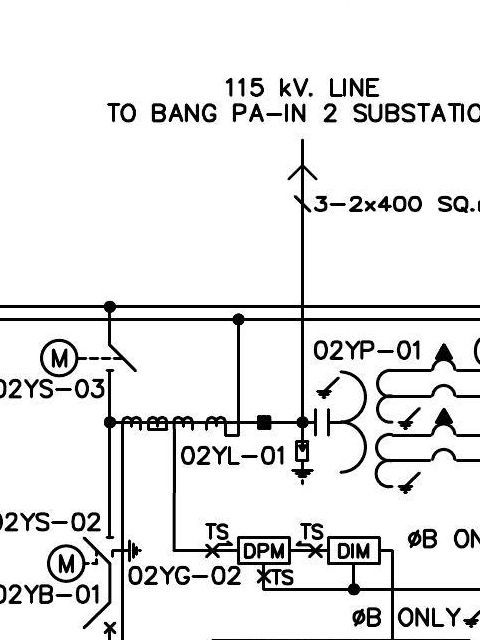 115 kV. LINE
TO BANG PA-IN 2 SUBSTATIO
3-2x400 SQ.
02YP-01
M
02YS-03
02YL-01
02YS-02
TS
TS
DPM
DIM
ØB ON
M
02YG-02
TS
02YB-01
ØB ONLY